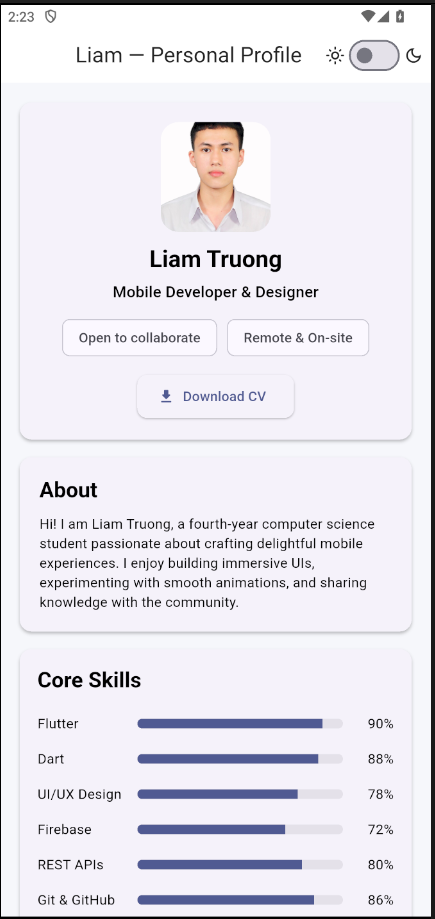 2:23
Liam — Personal Profile
Liam Truong
Mobile Developer & Designer
Open to collaborate
Remote & On-site
Download CV
About
Hi! I am Liam Truong, a fourth-year computer science
student passionate about crafting delightful mobile
experiences. I enjoy building immersive UIs,
experimenting with smooth animations, and sharing
knowledge with the community.
Core Skills
Flutter 90%
Dart 88%
UI/UX Design 78%
Firebase 72%
REST APIs 80%
Git & GitHub 86%